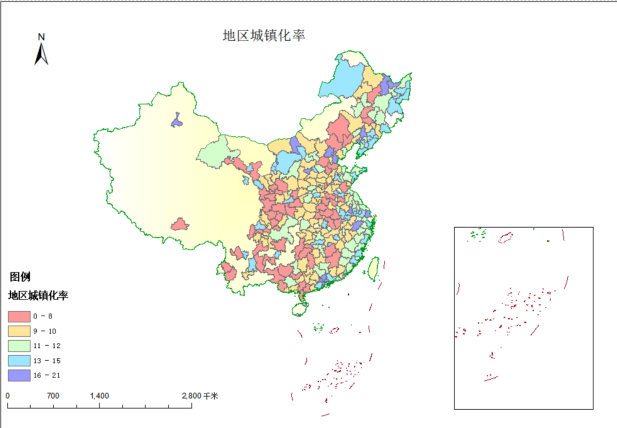 地区城镇化率
N
图例
地区城镇化率
0 - 8
9 - 10
11 - 12
13 - 15
16 - 21
0 700 1,400 2,800 千米